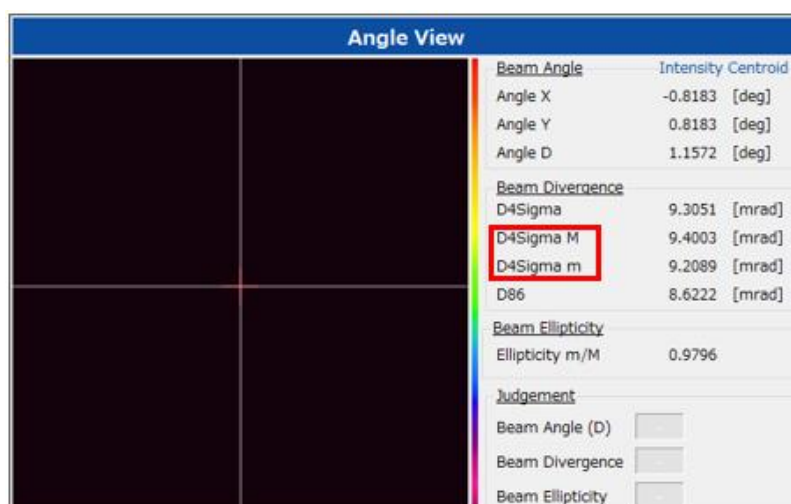 Angle View
Beam Angle Intensity Centroid
Angle X -0.8183 [deg]
Angle Y 0.8183 [deg]
Angle D 1.1572 [deg]
Beam Divergence
D4Sigma 9.3051 [mrad]
D4Sigma M 9.4003 [mrad]
D4Sigma m 9.2089 [mrad]
D86 8.6222 [mrad]
Beam Ellipticity
Ellipticity m/M 0.9796
Judgement
Beam Angle (D)
Beam Divergence
Beam Ellipticity